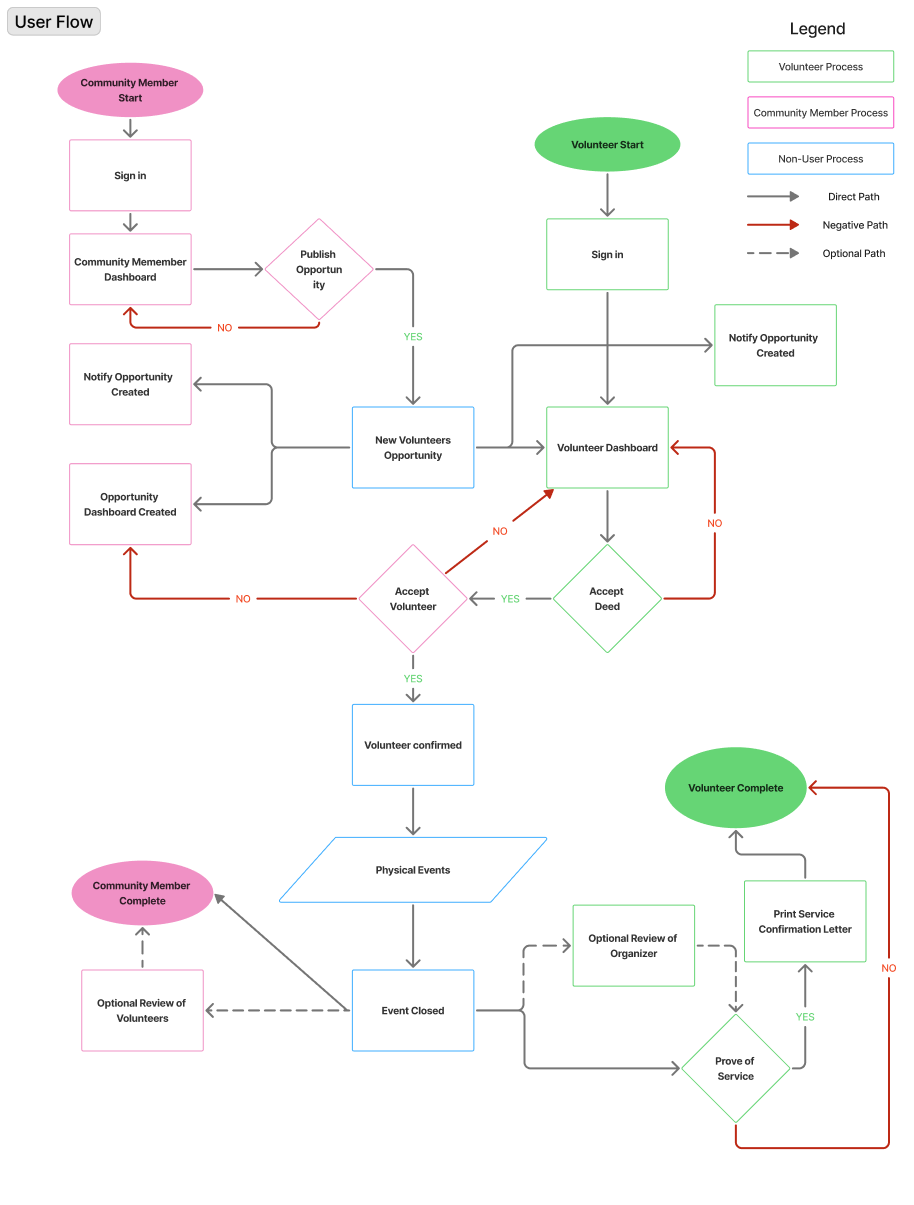 User Flow
Legend
Volunteer Process
Community Member Process
Non-User Process
Direct Path
Negative Path
Optional Path
Community Member
Start
Sign in
Community Memember
Dashboard
Publish
Opportun
ity
NO
YES
Volunteer Start
Sign in
Notify Opportunity
Created
Notify Opportunity
Created
New Volunteers
Opportunity
Volunteer Dashboard
Opportunity
Dashboard Created
NO
NO
NO
Accept
Volunteer
YES
Accept
Deed
YES
Volunteer confirmed
Volunteer Complete
Physical Events
Community Member
Complete
Print Service
Confirmation Letter
Optional Review of
Organizer
NO
Optional Review of
Volunteers
Event Closed
YES
Prove of
Service